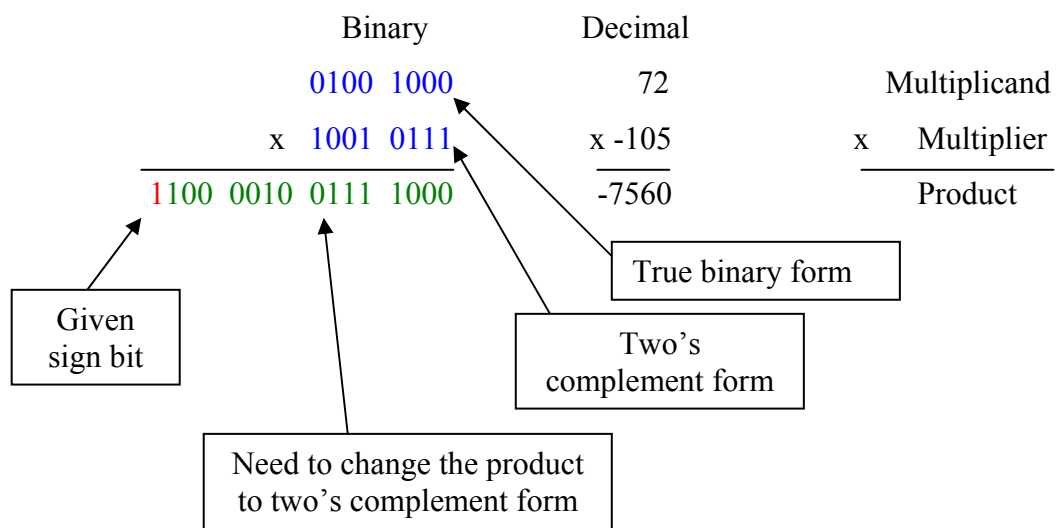 Binary Decimal
0100 1000 72 Multiplicand
x 1001 0111 x -105 x Multiplier
1100 0010 0111 1000 -7560 Product
True binary form
Given
sign bit
Two’s
complement form
Need to change the product
to two’s complement form